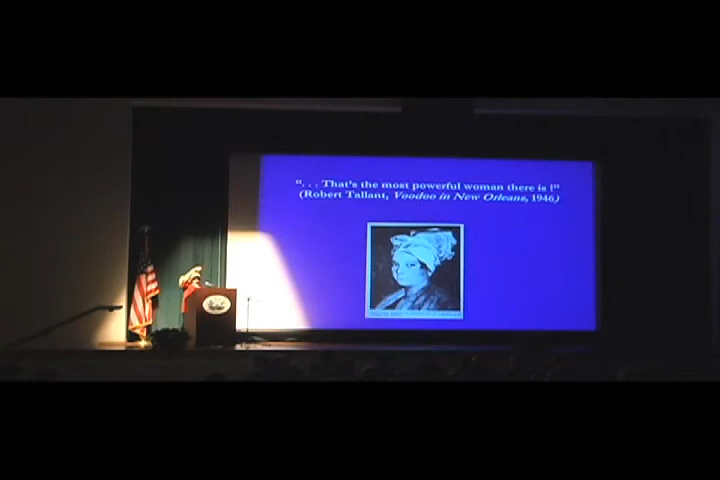 “. . . That’s the most powerful woman there is !”
(Robert Tallant, Voodoo in New Orleans, 1946)